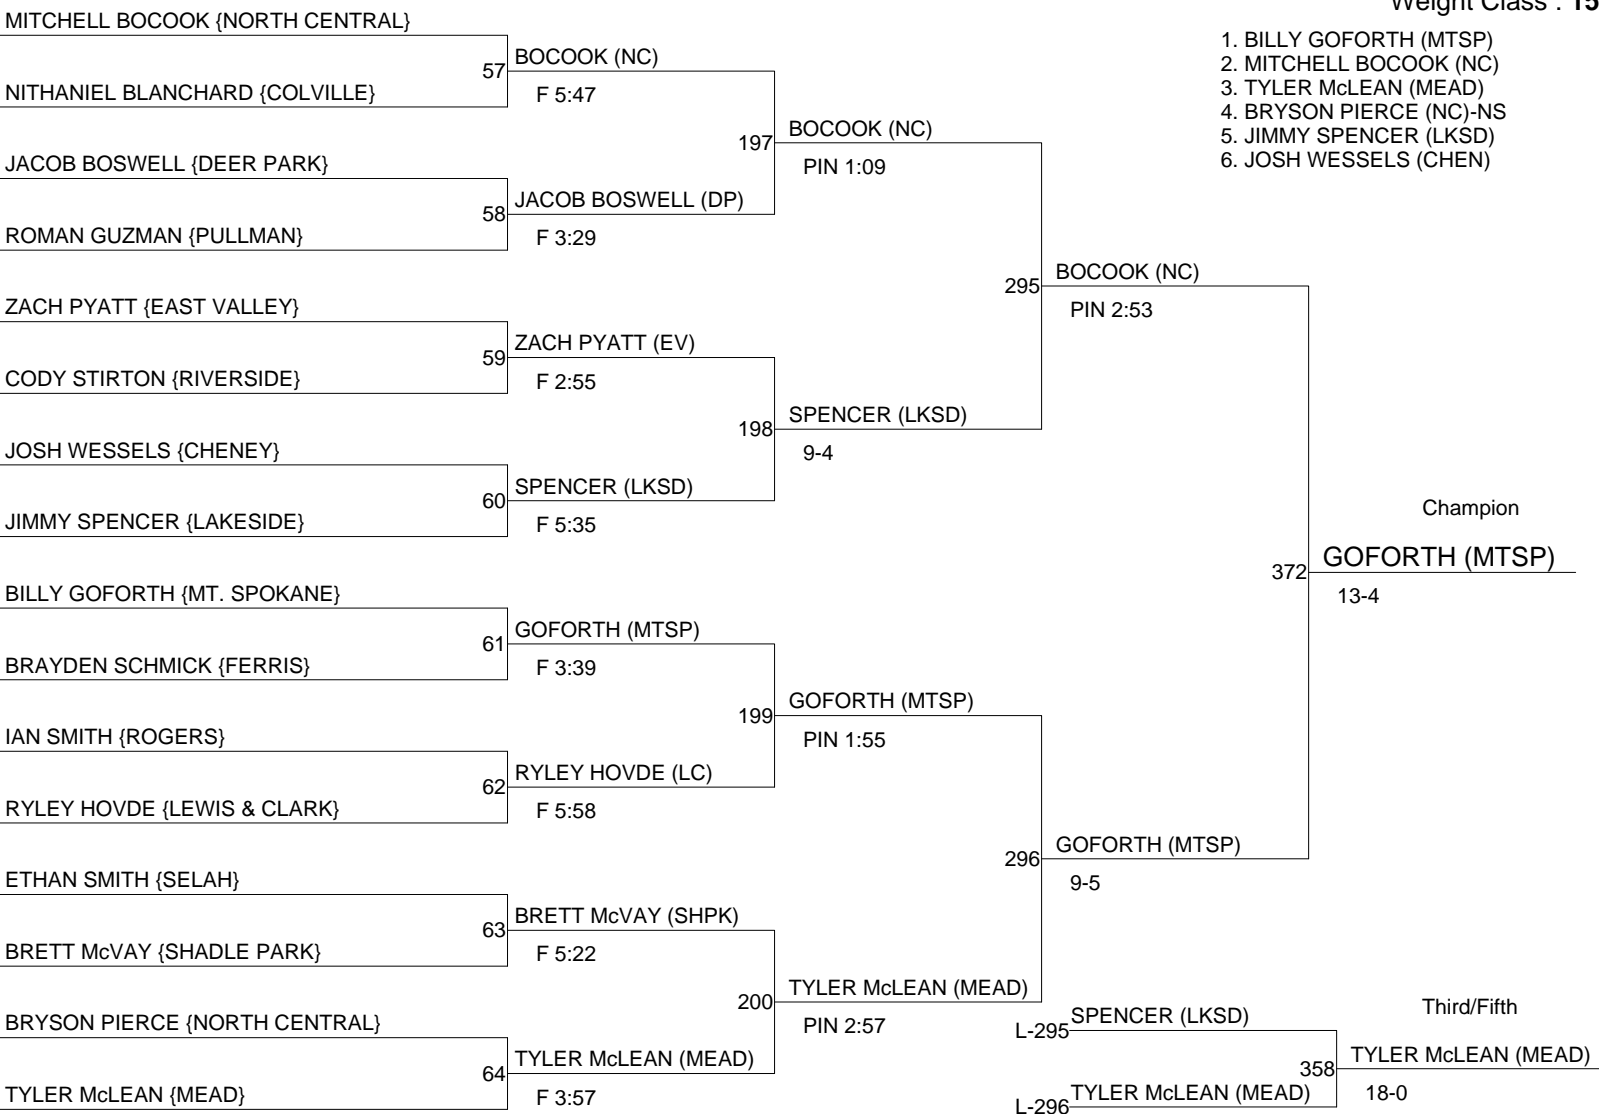 Weight Class : 15
MITCHELL BOCOOK {NORTH CENTRAL}
NITHANIEL BLANCHARD {COLVILLE}
JACOB BOSWELL {DEER PARK}
ROMAN GUZMAN {PULLMAN}
ZACH PYATT {EAST VALLEY}
CODY STIRTON {RIVERSIDE}
JOSH WESSELS {CHENEY}
JIMMY SPENCER {LAKESIDE}
BILLY GOFORTH {MT. SPOKANE}
BRAYDEN SCHMICK {FERRIS}
IAN SMITH {ROGERS}
RYLEY HOVDE {LEWIS & CLARK}
ETHAN SMITH {SELAH}
BRETT McVAY {SHADLE PARK}
BRYSON PIERCE {NORTH CENTRAL}
TYLER McLEAN {MEAD}
57 BOCOOK (NC)
F 5:47
58 JACOB BOSWELL (DP)
F 3:29
59 ZACH PYATT (EV)
F 2:55
60 SPENCER (LKSD)
F 5:35
61 GOFORTH (MTSP)
F 3:39
62 RYLEY HOVDE (LC)
F 5:58
63 BRETT McVAY (SHPK)
F 5:22
64 TYLER McLEAN (MEAD)
F 3:57
197 BOCOOK (NC)
PIN 1:09
198 SPENCER (LKSD)
9-4
199 GOFORTH (MTSP)
PIN 1:55
200 TYLER McLEAN (MEAD)
PIN 2:57
295 BOCOOK (NC)
PIN 2:53
296 GOFORTH (MTSP)
9-5
1. BILLY GOFORTH (MTSP)
2. MITCHELL BOCOOK (NC)
3. TYLER McLEAN (MEAD)
4. BRYSON PIERCE (NC)-NS
5. JIMMY SPENCER (LKSD)
6. JOSH WESSELS (CHEN)
Champion
372 GOFORTH (MTSP)
13-4
L-295 SPENCER (LKSD)
L-296 TYLER McLEAN (MEAD)
Third/Fifth
358 TYLER McLEAN (MEAD)
18-0